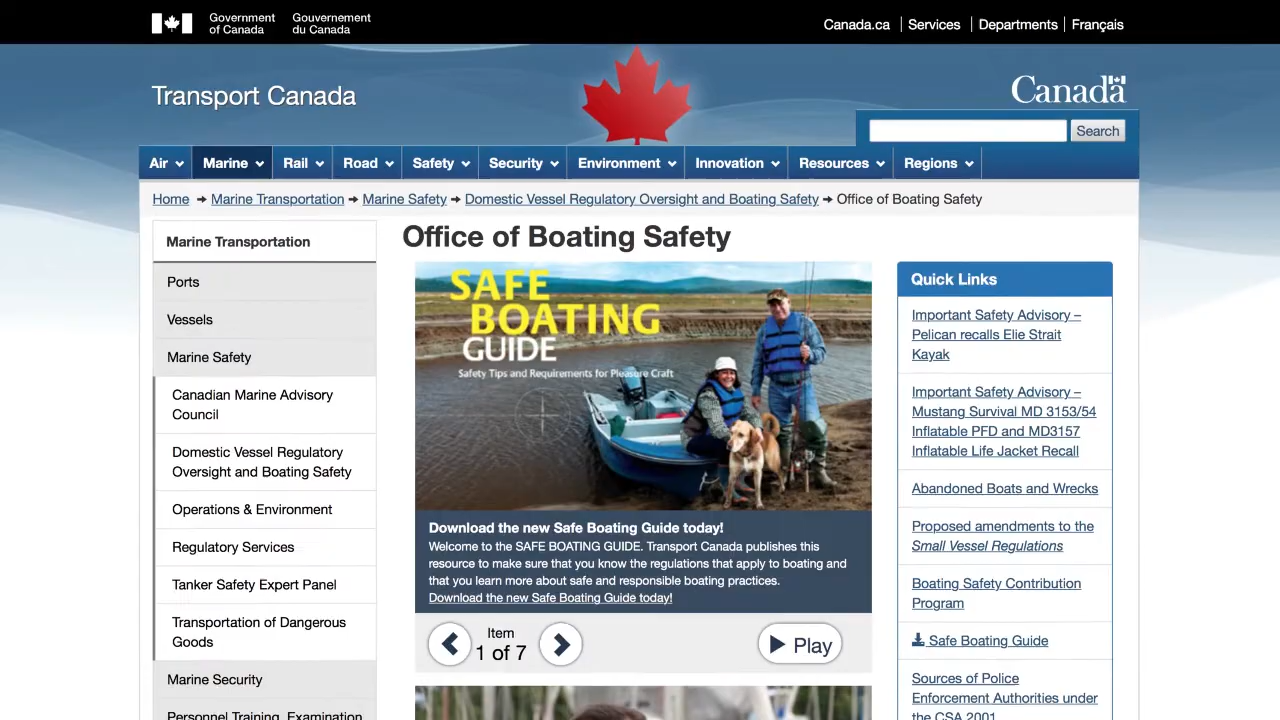 Government
of Canada
Gouvernement
du Canada
Canada.ca
Services
Departments
Français
Transport Canada
Canada
Search
Air
Marine
Rail
Road
Safety
Security
Environment
Innovation
Resources
Regions
Home → Marine Transportation → Marine Safety → Domestic Vessel Regulatory Oversight and Boating Safety → Office of Boating Safety
Marine Transportation
Ports
Vessels
Marine Safety
Canadian Marine Advisory
Council
Domestic Vessel Regulatory
Oversight and Boating Safety
Operations & Environment
Regulatory Services
Tanker Safety Expert Panel
Transportation of Dangerous
Goods
Marine Security
Personnel Training, Examination
Office of Boating Safety
SAFE
BOATING
GUIDE
Safety Tips and Requirements for Pleasure Craft
Download the new Safe Boating Guide today!
Welcome to the SAFE BOATING GUIDE. Transport Canada publishes this
resource to make sure that you know the regulations that apply to boating and
that you learn more about safe and responsible boating practices.
Download the new Safe Boating Guide today!
Item
1 of 7
Play
Quick Links
Important Safety Advisory –
Pelican recalls Elie Strait
Kayak
Important Safety Advisory –
Mustang Survival MD 3153/54
Inflatable PFD and MD3157
Inflatable Life Jacket Recall
Abandoned Boats and Wrecks
Proposed amendments to the
Small Vessel Regulations
Boating Safety Contribution
Program
Safe Boating Guide
Sources of Police
Enforcement Authorities under
the CSA 2001